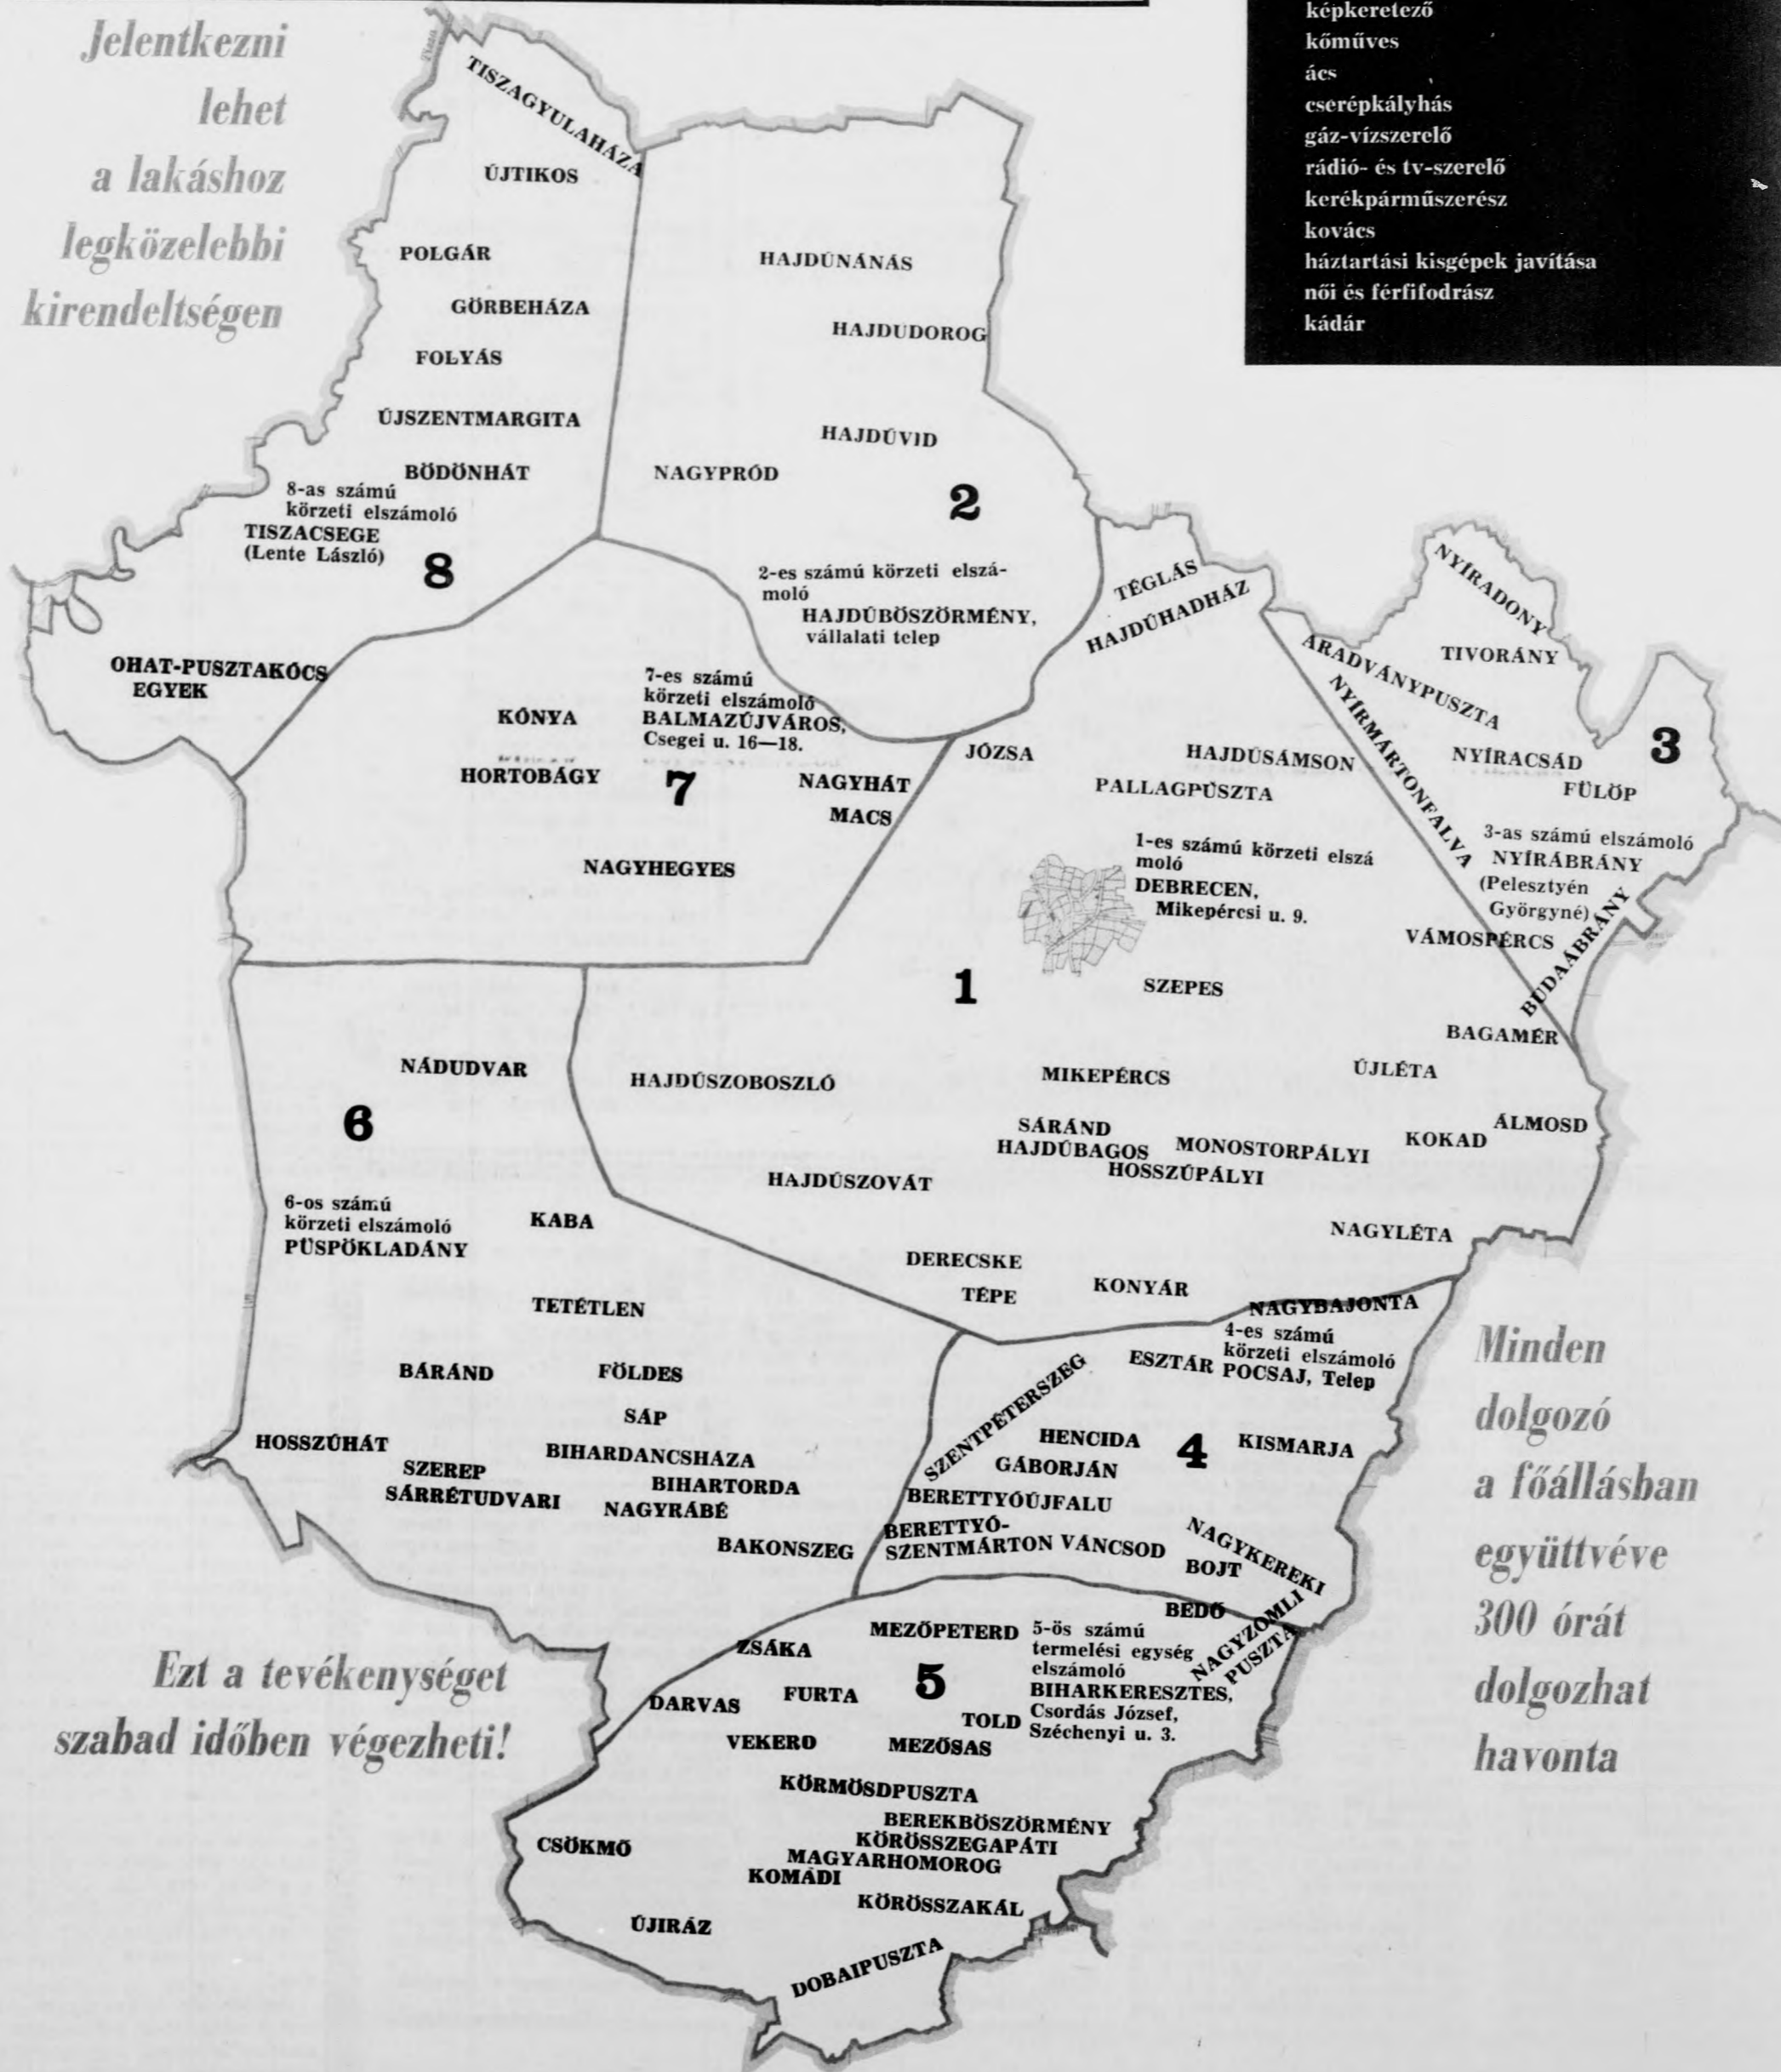 Jelentkezni
lehet
a lakáshoz
legközelebbi
kirendeltségen
képkeretező
kőműves
ács
cserépkályhás
gáz-vízszerelő
rádió- és tv-szerelő
kerékpárműszerész
kovács
háztartási kisgépek javítása
női és férfifodrász
kádár
TISZAGYULAHÁZA
ÚJTIKOS
POLGÁR
GÖRBEHÁZA
FOLYÁS
ÚJSZENTMARGITA
BÖDÖNHÁT
8-as számú
körzeti elszámoló
TISZACSEGE
(Lente László)
8
OHAT-PUSZTAKÓCS
EGYEK
HAJDÚNÁNÁS
HAJDUDOROG
HAJDÚVID
NAGYPRÓD
2
2-es számú körzeti elszá-
moló
HAJDÚBÖSZÖRMÉNY,
vállalati telep
7-es számú
körzeti elszámoló
BALMAZÚJVÁROS,
Csegei u. 16—18.
KÓNYA
HORTOBÁGY
7
NAGYHÁT
MACS
NAGYHEGYES
TÉGLÁS
HAJDÚHADHÁZ
NYÍRADONY
TIVORÁNY
ARADVÁNYPUSZTA
NYÍRMÁRTONFALVA
NYÍRACSÁD
3
FÜLÖP
3-as számú elszámoló
NYÍRÁBRÁNY
(Pelesztyén
Györgyné)
VÁMOSPÉRCS
BUDAÁBRÁNY
JÓZSA
HAJDÚSÁMSON
PALLAGPUSZTA
1-es számú körzeti elszá
moló
DEBRECEN,
Mikepércsi u. 9.
1
SZEPES
BAGAMÉR
ÚJLÉTA
MIKEPÉRCS
HAJDÚSZOBOSZLÓ
SÁRÁND
HAJDÚBAGOS
MONOSTORPÁLYI
HOSSZÚPÁLYI
KOKAD
ÁLMOSD
HAJDÚSZOVÁT
NAGYLÉTA
DERECSKE
TÉPE
KONYÁR
NÁDUDVAR
6
6-os számú
körzeti elszámoló
PÜSPÖKLADÁNY
KABA
TETÉTLEN
BÁRÁND
FÖLDES
SÁP
HOSSZÚHÁT
BIHARDANCSHÁZA
SZEREP
BIHARTORDA
SÁRRÉTUDVARI
NAGYRÁBÉ
BAKONSZEG
NAGYBAJONTA
4-es számú
körzeti elszámoló
ESZTÁR POCSAJ, Telep
SZENTPÉTERSZEG
HENCIDA
4
KISMARJA
GÁBORJÁN
BERETTYÓÚJFALU
BERETTYÓ-
SZENTMÁRTON VÁNCSOD
NAGYKEREKI
BOJT
BEDŐ
NAGYZOMLI
PUSZTA
MEZŐPETERD
5-ös számú
termelési egység
elszámoló
BIHARKERESZTES,
Csordás József,
Széchenyi u. 3.
ZSÁKA
5
DARVAS
FURTA
TOLD
VEKERD
MEZŐSAS
KÖRMÖSDPUSZTA
BEREKBÖSZÖRMÉNY
KÖRÖSSZEGAPÁTI
MAGYARHOMOROG
KOMÁDI
KÖRÖSSZAKÁL
CSÖKMŐ
ÚJIRÁZ
DOBAIPUSZTA
Minden
dolgozó
a főállásban
együttvéve
300 órát
dolgozhat
havonta
Ezt a tevékenységet
szabad időben végezheti!